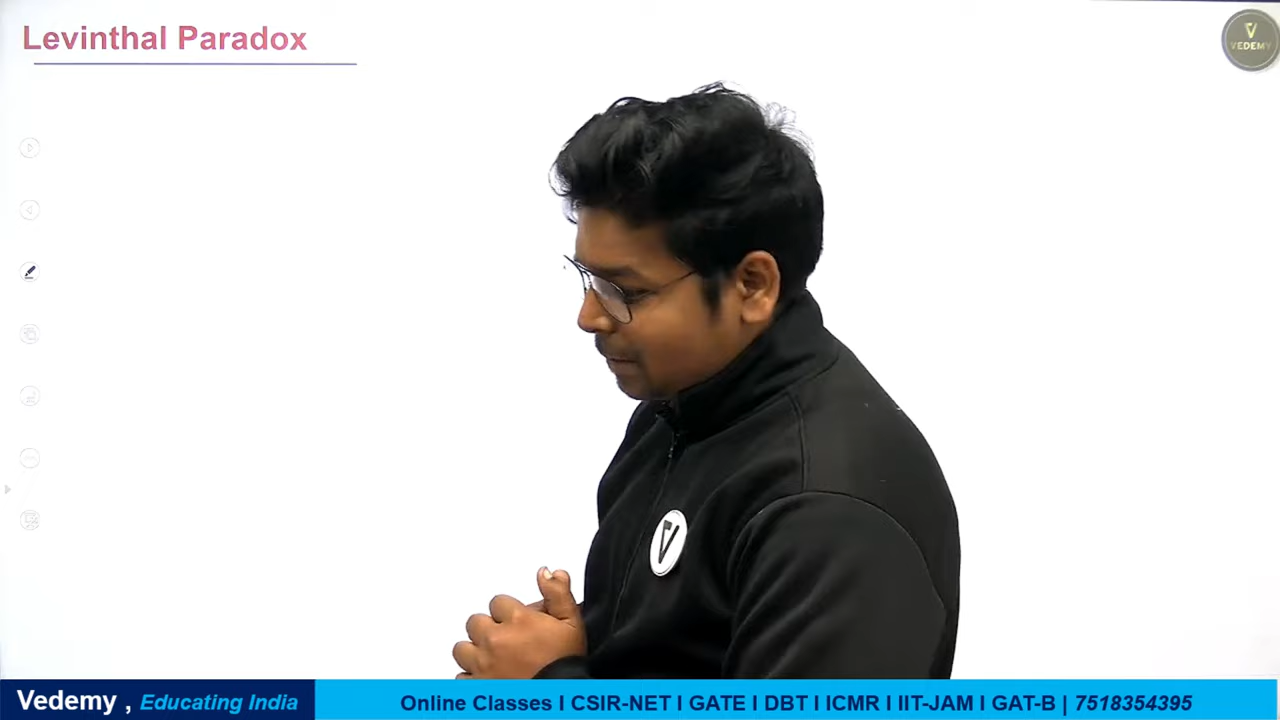 Levinthal Paradox
V
VEDEMY
V
Vedemy , Educating India
Online Classes I CSIR-NET I GATE I DBT I ICMR I IIT-JAM I GAT-B | 7518354395